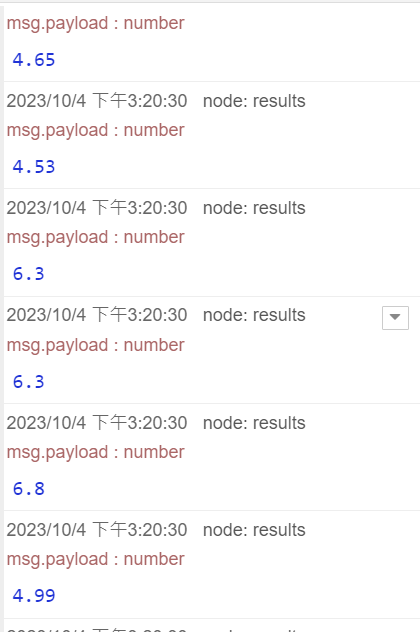 msg.payload : number
4.65
2023/10/4 下午3:20:30 node: results
msg.payload : number
4.53
2023/10/4 下午3:20:30 node: results
msg.payload : number
6.3
2023/10/4 下午3:20:30 node: results
msg.payload : number
6.3
2023/10/4 下午3:20:30 node: results
msg.payload : number
6.8
2023/10/4 下午3:20:30 node: results
msg.payload : number
4.99